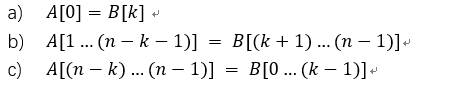 a) A[0] = B[k] ↵
b) A[1 … (n − k − 1)] = B[(k + 1) … (n − 1)]↵
c) A[(n − k) … (n − 1)] = B[0 … (k − 1)]↵